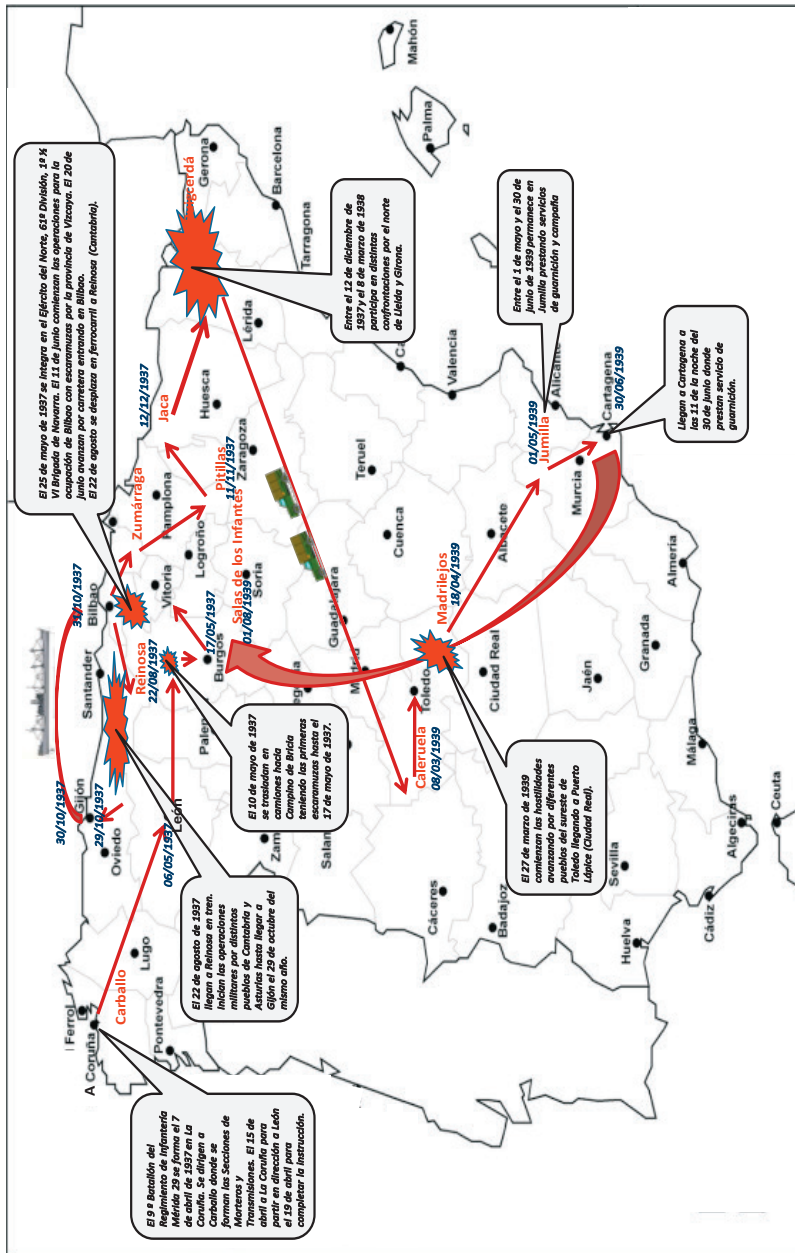 El 9 º Batallón del
Regimiento de Infantería
Mérida 29 se forma el 7
de abril de 1937 en La
Coruña. Se dirigen a
Carballo donde se
forman las Secciones de
Morteros y
Transmisiones. El 15 de
abril a La Coruña para
partir en dirección a León
el 19 de abril para
completar la instrucción.
El 22 de agosto de 1937
llegan a Reinosa en tren.
Inician las operaciones
militares por distintos
pueblos de Cantabria y
Asturias hasta llegar a
Gijón el 29 de octubre del
mismo año.
El 10 de mayo de 1937
se trasladan en
camiones hacia
Campino de Bricia
teniendo las primeras
escaramuzas hasta el
17 de mayo de 1937.
El 25 de mayo de 1937 se integra en el Ejército del Norte, 61ª División, 1ª ½
VI Brigada de Navarra. El 11 de junio comienzan las operaciones para la
ocupación de Bilbao con escaramuzas por la provincia de Vizcaya. El 20 de
junio avanzan por carretera entrando en Bilbao.
El 22 de agosto se desplaza en ferrocarril a Reinosa (Cantabria).
Entre el 12 de diciembre de
1937 y el 8 de marzo de 1938
participa en distintas
confrontaciones por el norte
de Lleida y Girona.
El 27 de marzo de 1939
comienzan las hostilidades
avanzando por diferentes
pueblos del sureste de
Toledo llegando a Puerto
Lápice (Ciudad Real).
Entre el 1 de mayo y el 30 de
junio de 1939 permanece en
Jumilla prestando servicios
de guarnición y campaña
Llegan a Cartagena a
las 11 de la noche del
30 de junio donde
prestan servicio de
guarnición.
Ferrol
A Coruña
Carballo
Lugo
Pontevedra
30/10/1937
Gijón
29/10/1937
Oviedo
06/05/1937
León
Santander
31/10/1937
Bilbao
Reinosa
22/08/1937
Zumárraga
Vitoria
Pamplona
Logroño
17/05/1937
Burgos
Salas de los Infantes
01/08/1939
Soria
Pitillas
11/11/1937
Zaragoza
12/12/1937
Jaca
Huesca
Lérida
Gerona
Barcelona
Tarragona
Mahón
Palma
Palen
Zam
Salan
egovia
Madrid
Guadalajara
Teruel
Cuenca
Valencia
Ca
Caleruela
08/03/1939
Toledo
Madrilejos
18/04/1939
Ciudad Real
Albacete
01/05/1939
Jumilla
Alicante
Murcia
Cartagena
30/06/1939
Cáceres
Badajoz
Huelva
Sevilla
Cádiz
Jaén
Granada
Almería
Málaga
Algeciras
Ceuta